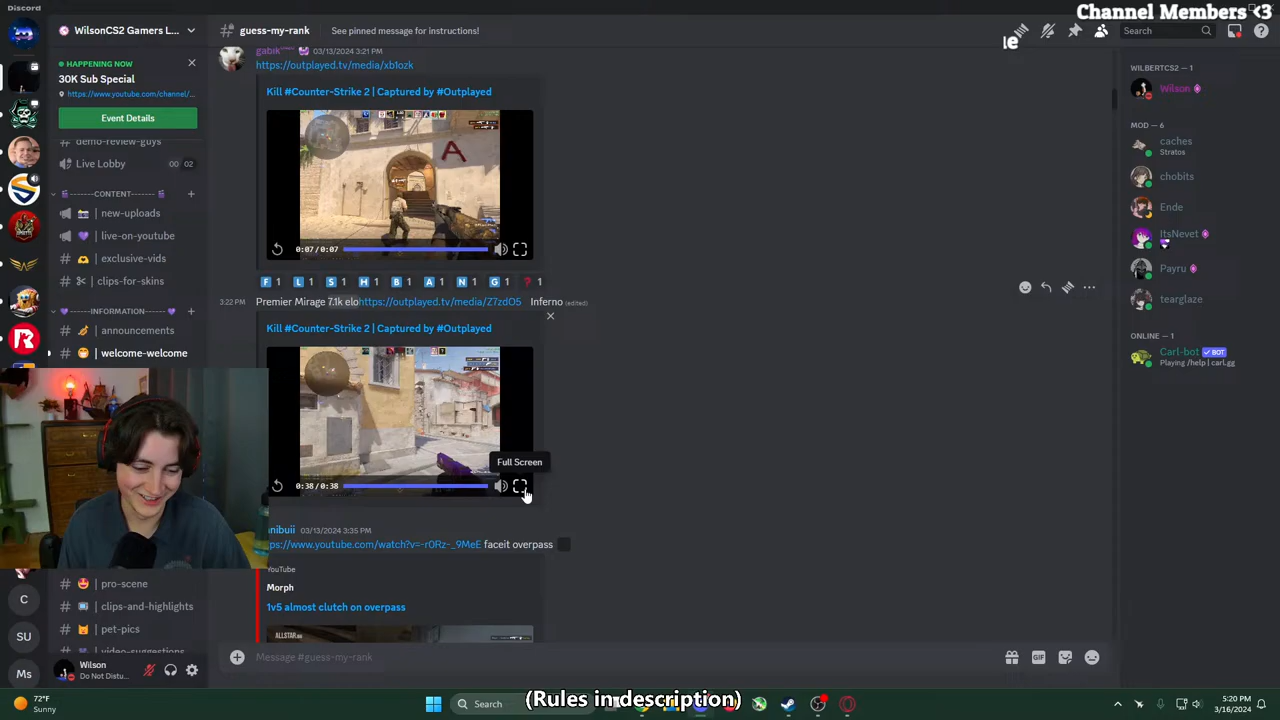 Discord
Channel Members <3
WilsonCS2 Gamers L...
guess-my-rank
See pinned message for instructions!
Search
le
HAPPENING NOW
30K Sub Special
https://www.youtube.com/channel/...
Event Details
demo-review-guys
Live Lobby
00 02
-------CONTENT-------
new-uploads
live-on-youtube
exclusive-vids
clips-for-skins
-------INFORMATION-------
announcements
welcome-welcome
pro-scene
clips-and-highlights
pet-pics
video-suggestions
Wilson
Do Not Distu...
gabik
03/13/2024 3:21 PM
https://outplayed.tv/media/xb1ozk
Kill #Counter-Strike 2 | Captured by #Outplayed
A
0:07/0:07
F 1 L 1 S 1 H 1 B 1 A 1 N 1 G 1 ? 1
3:22 PM
Premier Mirage 7.1k elohttps://outplayed.tv/media/Z7zdO5 Inferno (edited)
Kill #Counter-Strike 2 | Captured by #Outplayed
Full Screen
0:38/0:38
nibuii 03/13/2024 3:35 PM
ps://www.youtube.com/watch?v=-r0Rz-_9MeE faceit overpass
YouTube
Morph
1v5 almost clutch on overpass
ALLSTAR.GG
Message #guess-my-rank
GIF
WILBERTCS2 — 1
Wilson
MOD — 6
caches
Stratos
chobits
Ende
ItsNevet
Payru
tearglaze
ONLINE — 1
Carl-bot BOT
Playing /help | carl.gg
C
SU
Ms
72°F
Sunny
Search
(Rules in description)
5:20 PM
3/16/2024